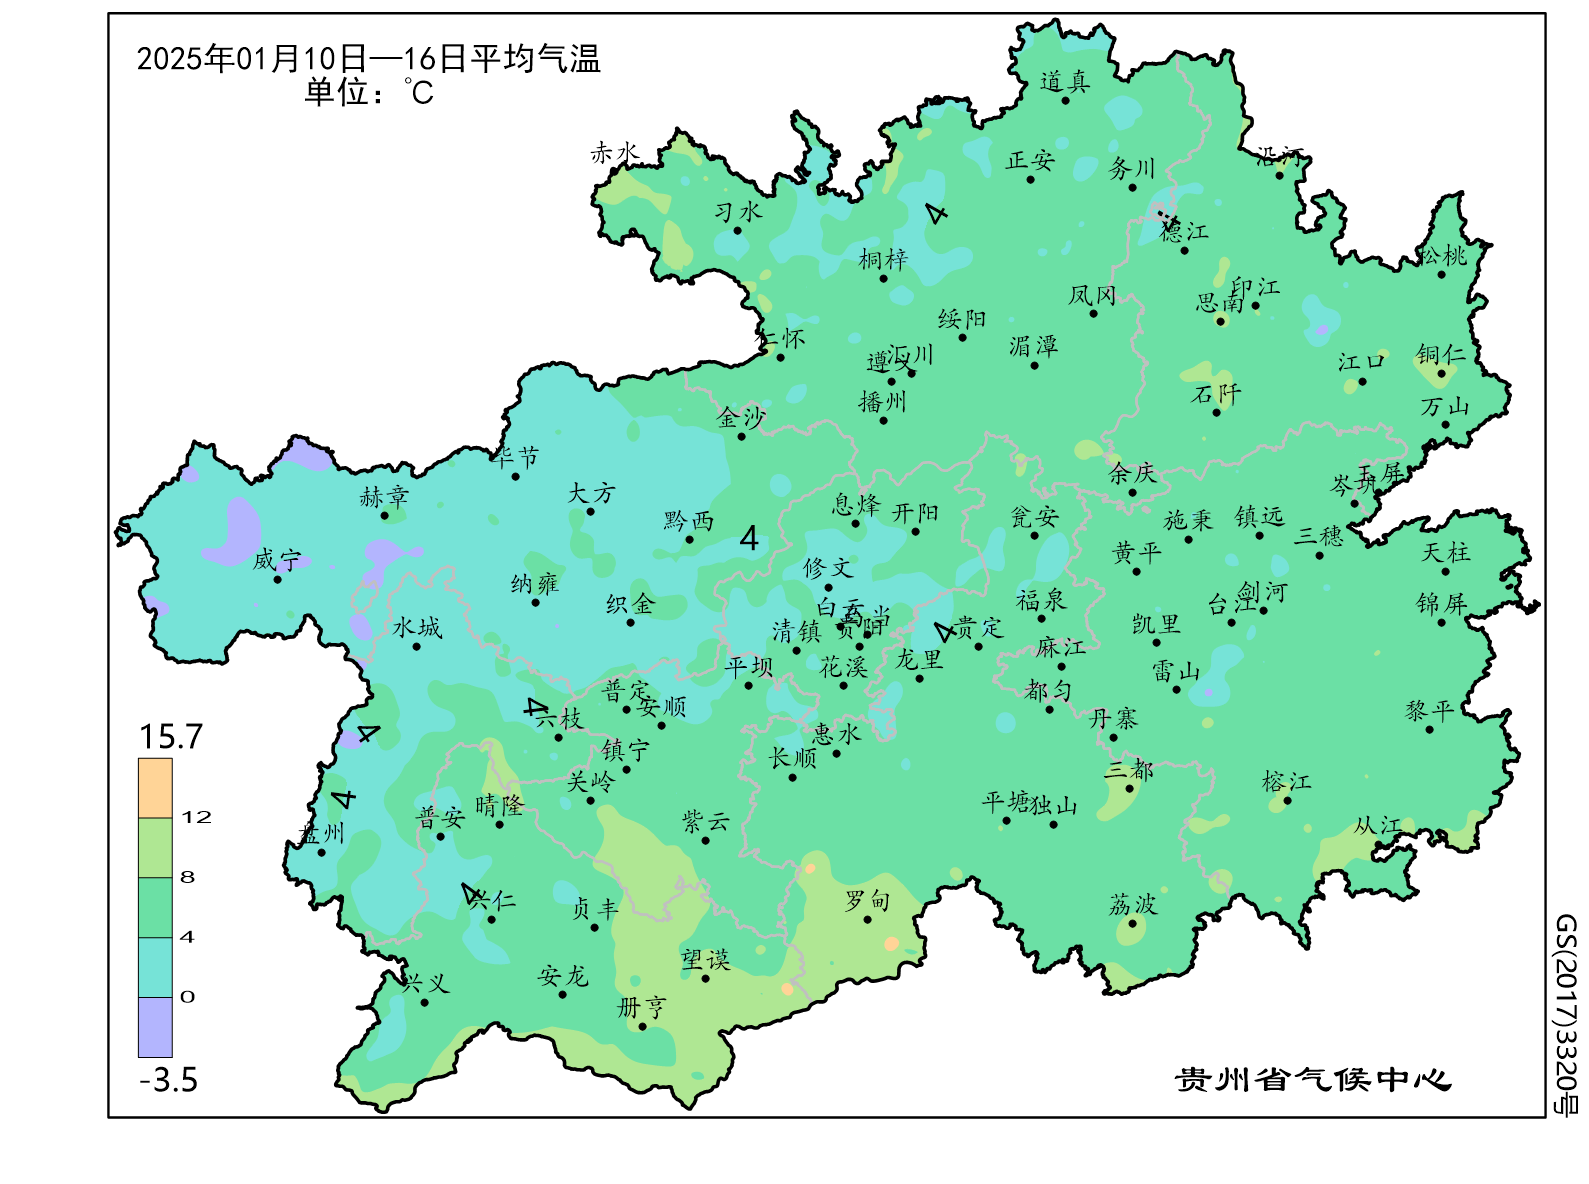 2025年01月10日—16日平均气温
单位：℃
道真
赤水
正安
务川
沿河
习水
德江
桐梓
松桃
印江
思南
凤冈
绥阳
仁怀
湄潭
汇川
遵义
江口
铜仁
石阡
播州
万山
金沙
毕节
余庆
玉屏
岑巩
赫章
大方
息烽
开阳
瓮安
黔西
施秉
镇远
三穗
黄平
天柱
威宁
修文
纳雍
织金
白云
乌当
贵阳
福泉
台江
剑河
锦屏
水城
清镇
贵定
凯里
麻江
平坝
花溪
龙里
雷山
普定
安顺
都匀
六枝
丹寨
黎平
惠水
镇宁
长顺
关岭
三都
榕江
晴隆
普安
平塘
独山
紫云
盘州
从江
兴仁
贞丰
罗甸
荔波
望谟
安龙
兴义
册亨
4
4
4
4
4
4
4
15.7
12
8
4
0
-3.5
贵州省气候中心
GS(2017)3320号